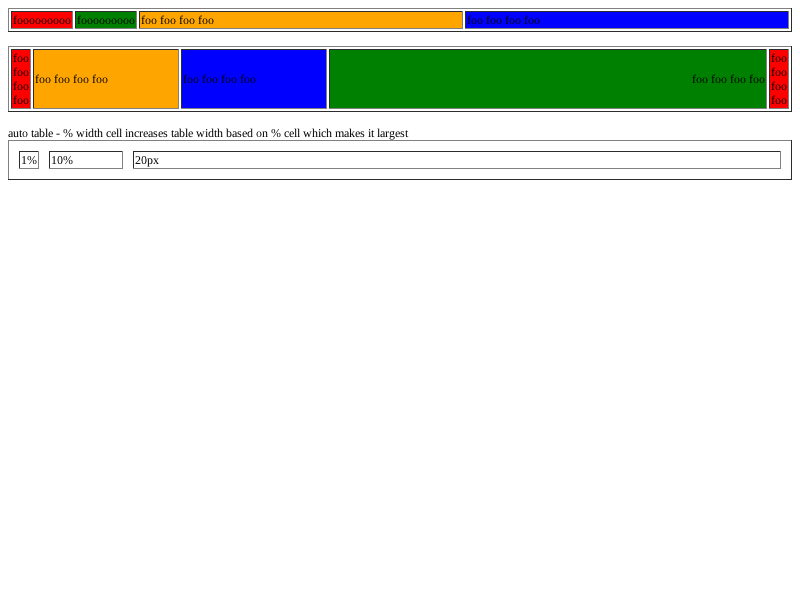 fooooooooo fooooooooo foo foo foo foo foo foo foo foo
foo foo foo foo foo foo foo foo foo foo foo foo foo foo foo foo foo foo foo foo
auto table - % width cell increases table width based on % cell which makes it largest
1% 10% 20px